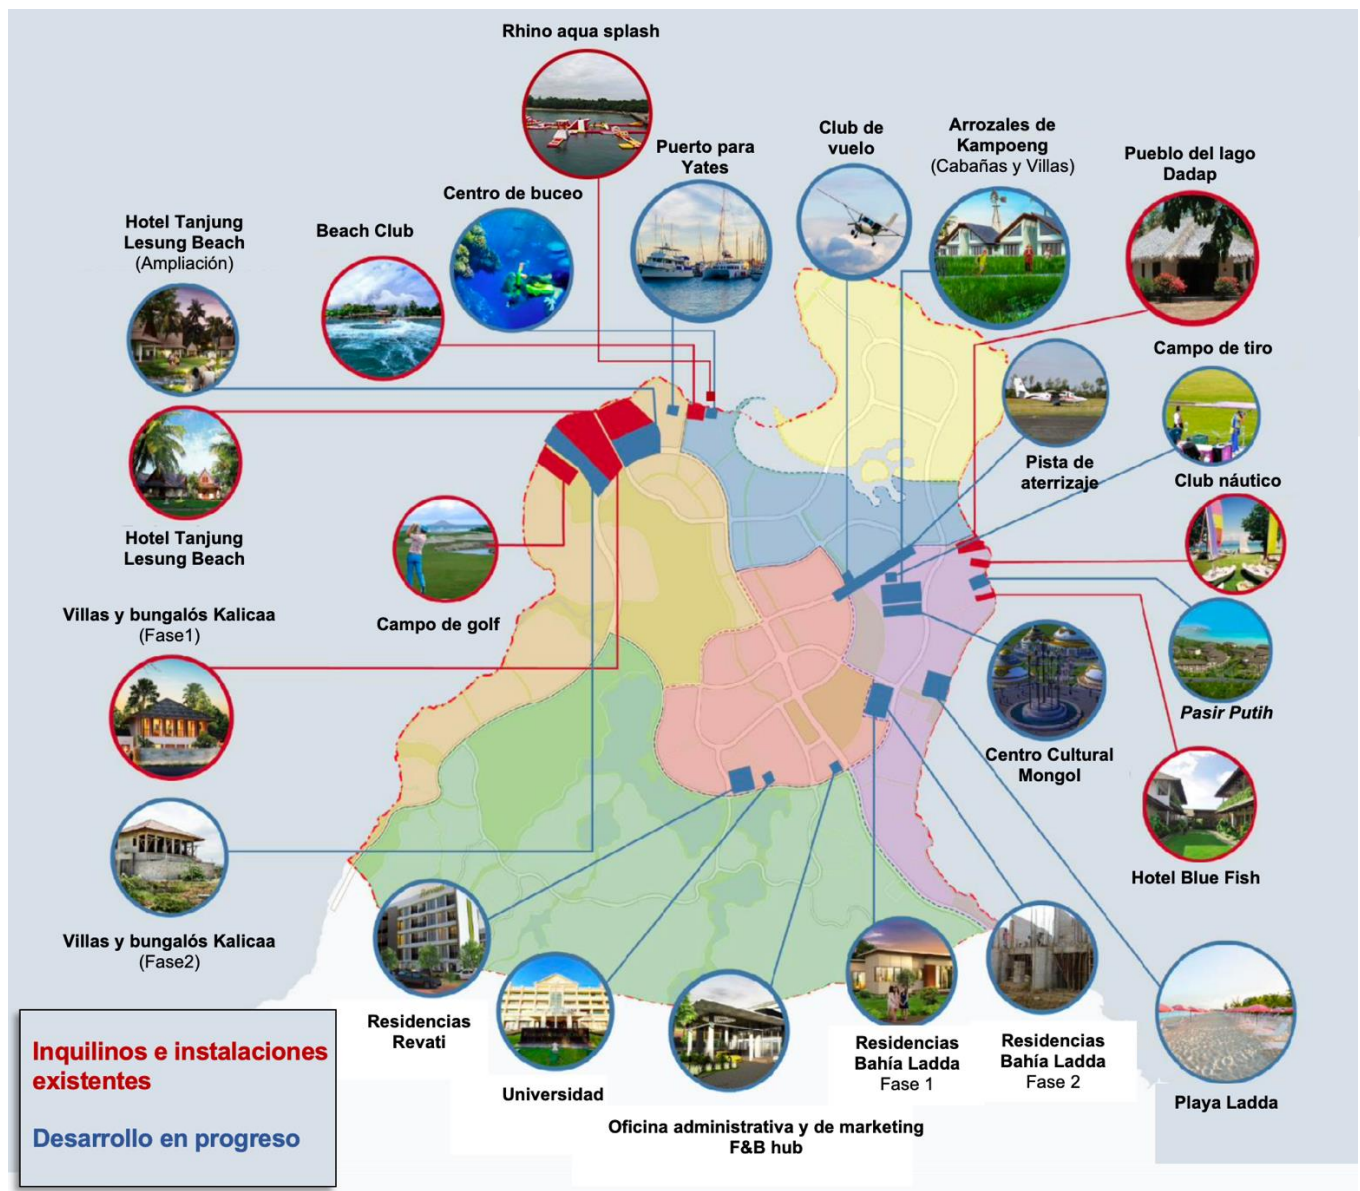 Rhino aqua splash
Puerto para
Yates
Club de
vuelo
Arrozales de
Kampoeng
(Cabañas y Villas)
Pueblo del lago
Dadap
Centro de buceo
Hotel Tanjung
Lesung Beach
(Ampliación)
Beach Club
Campo de tiro
Pista de
aterrizaje
Club náutico
Hotel Tanjung
Lesung Beach
Villas y bungalós Kalicaa
(Fase1)
Campo de golf
Pasir Putih
Centro Cultural
Mongol
Hotel Blue Fish
Villas y bungalós Kalicaa
(Fase2)
Residencias
Revati
Universidad
Oficina administrativa y de marketing
F&B hub
Residencias
Bahía Ladda
Fase 1
Residencias
Bahía Ladda
Fase 2
Playa Ladda
Inquilinos e instalaciones
existentes
Desarrollo en progreso